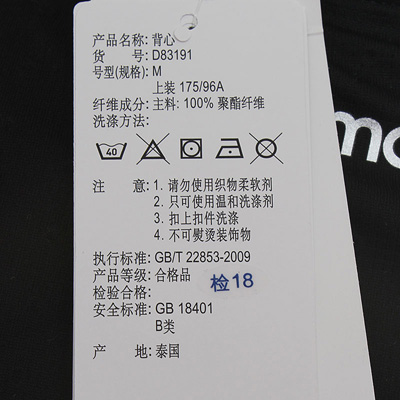 产品名称: 背心
货 号: D83191
号型(规格): M
上装 175/96A
纤维成分: 主料: 100% 聚酯纤维
洗涤方法:
40
注 意: 1. 请勿使用织物柔软剂
2. 只可使用温和洗涤剂
3. 扣上扣件洗涤
4. 不可熨烫装饰物
执行标准: GB/T 22853-2009
产品等级: 合格品
检验合格: 检18
安全标准: GB 18401
B类
产 地: 泰国
mo